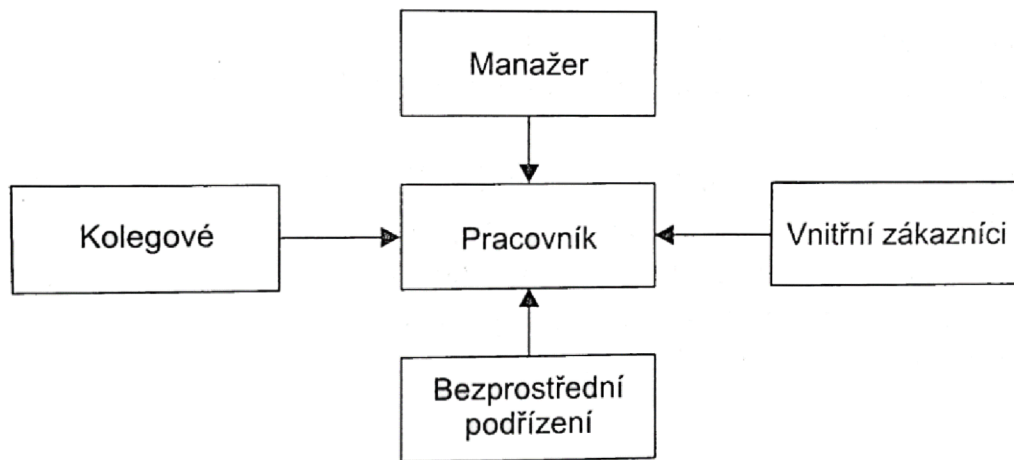 Manažer
Kolegové
Pracovník
Vnitřní zákazníci
Bezprostřední
podřízení